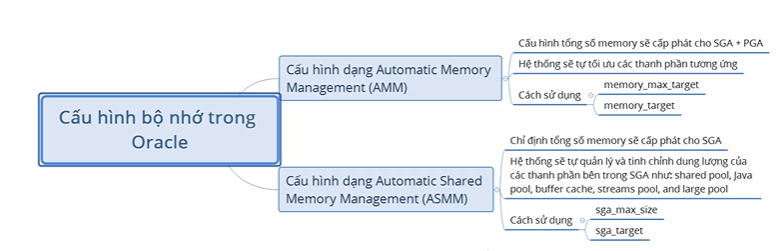 Cấu hình bộ nhớ trong
Oracle
Cấu hình dạng Automatic Memory
Management (AMM)
Cấu hình tổng số memory sẽ cấp phát cho SGA + PGA
Hệ thống sẽ tự tối ưu các thành phần tương ứng
Cách sử dụng
memory_max_target
memory_target
Cấu hình dạng Automatic Shared
Memory Management (ASMM)
Chỉ định tổng số memory sẽ cấp phát cho SGA
Hệ thống sẽ tự quản lý và tinh chỉnh dung lượng của
các thành phần bên trong SGA như: shared pool, Java
pool, buffer cache, streams pool, and large pool
Cách sử dụng
sga_max_size
sga_target